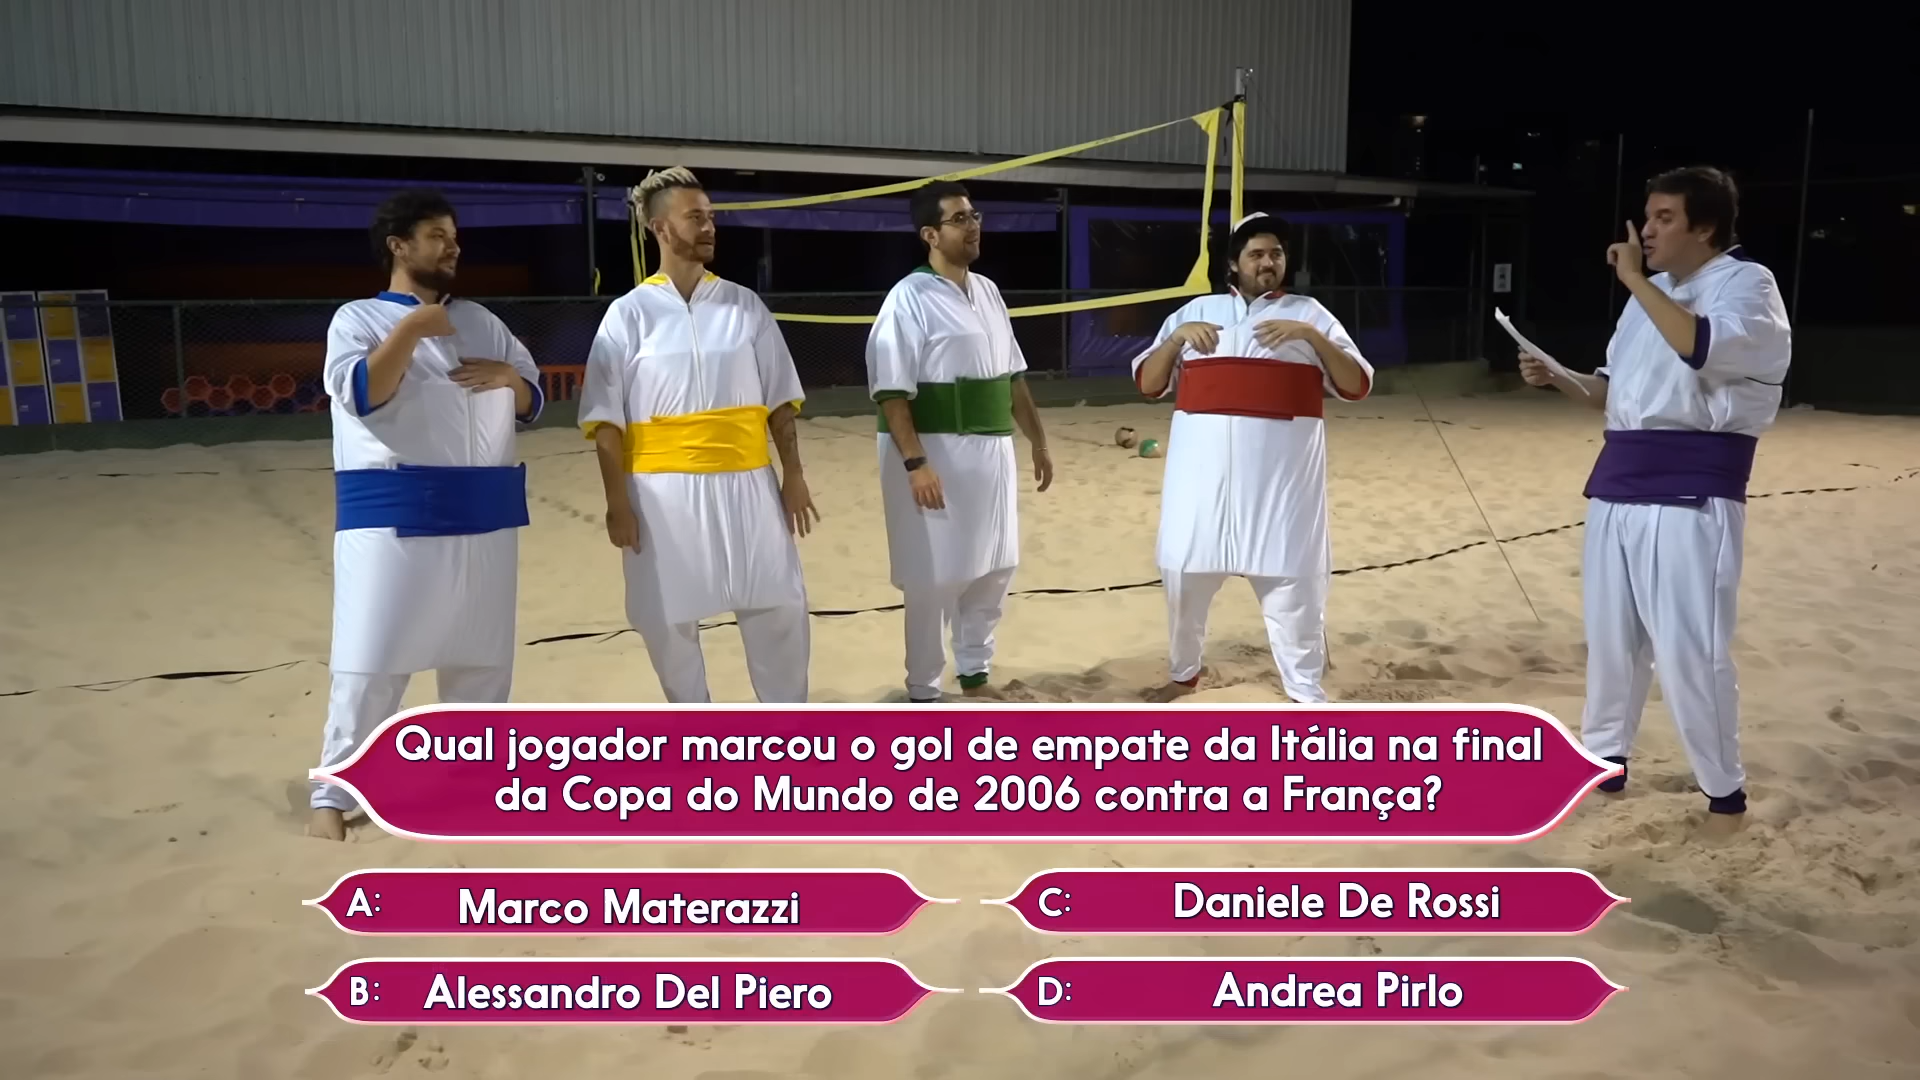 Qual jogador marcou o gol de empate da Itália na final
da Copa do Mundo de 2006 contra a França?
A: Marco Materazzi
C: Daniele De Rossi
B: Alessandro Del Piero
D: Andrea Pirlo